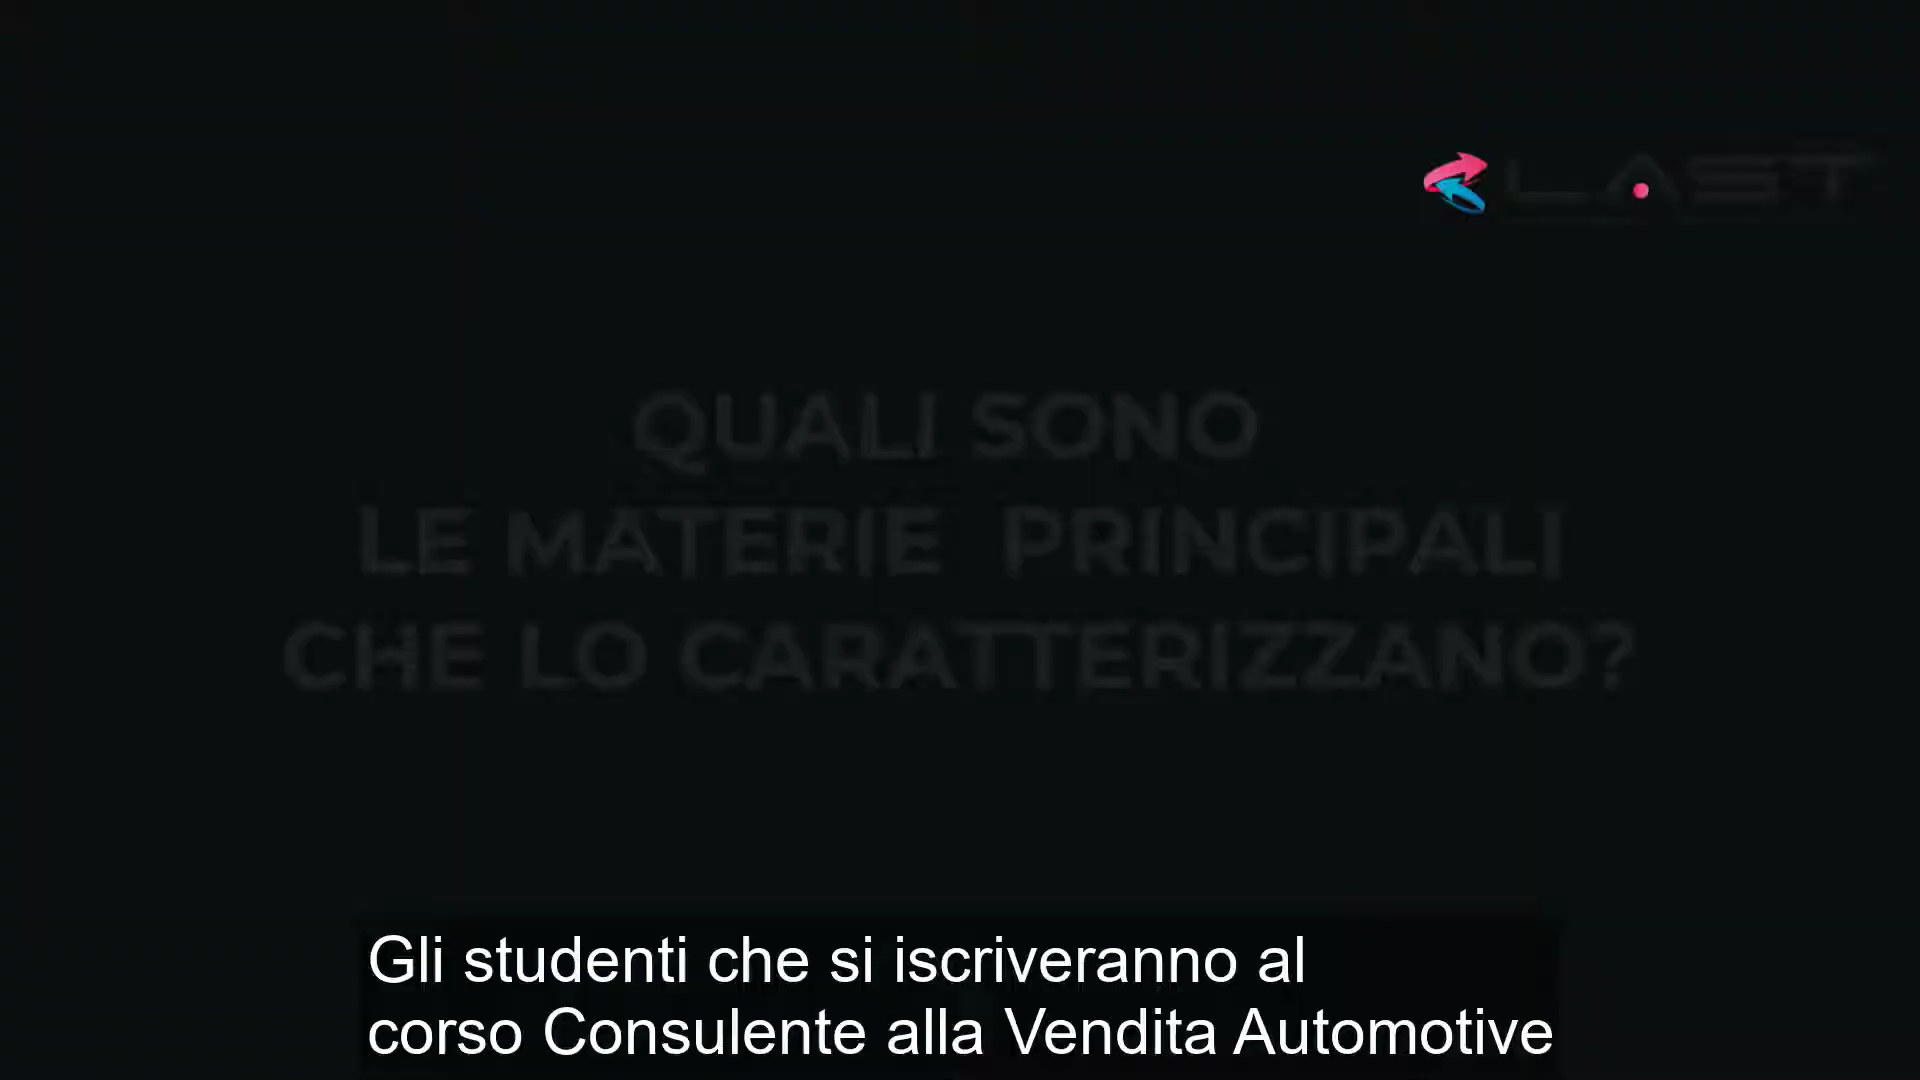 LAST
QUALI SONO
LE MATERIE PRINCIPALI
CHE LO CARATTERIZZANO?
Gli studenti che si iscriveranno al
corso Consulente alla Vendita Automotive